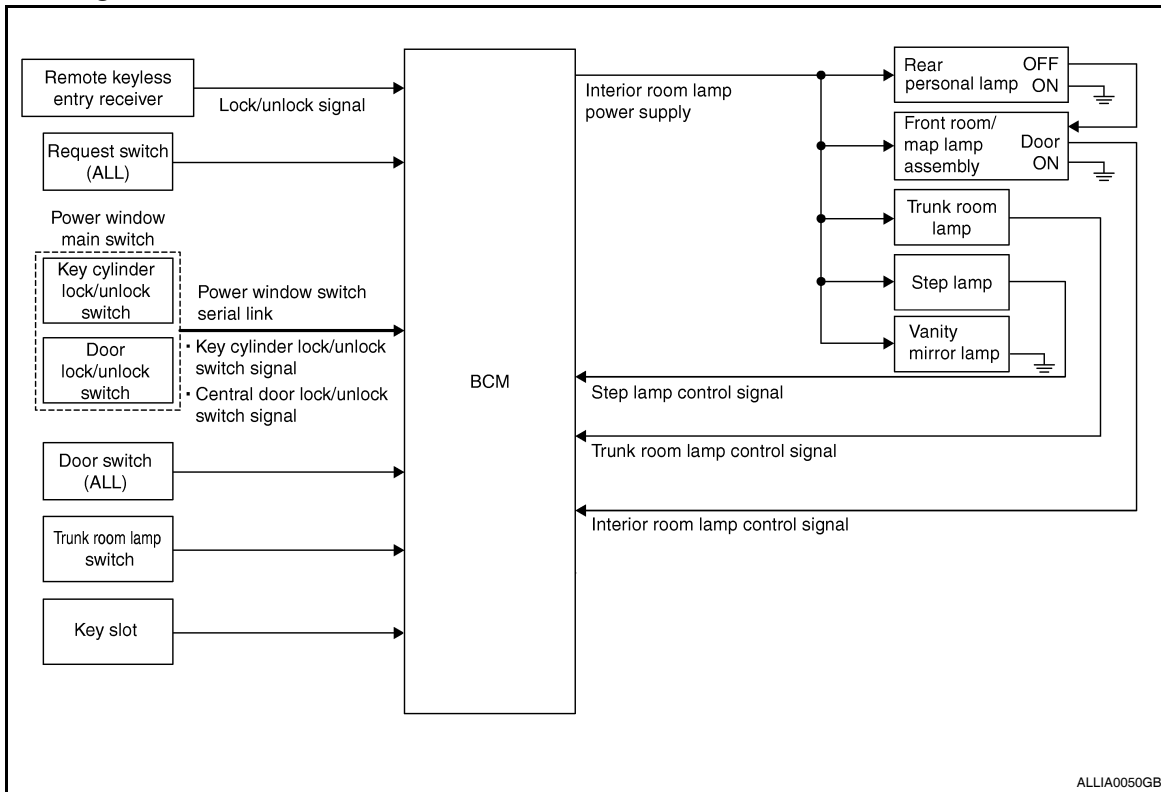 Remote keyless
entry receiver
Lock/unlock signal
Request switch
(ALL)
Power window
main switch
Key cylinder
lock/unlock
switch
Door
lock/unlock
switch
Power window switch
serial link
· Key cylinder lock/unlock
switch signal
· Central door lock/unlock
switch signal
Door switch
(ALL)
Trunk room lamp
switch
Key slot
BCM
Interior room lamp
power supply
Rear OFF
personal lamp ON
Front room/
map lamp Door
assembly ON
Trunk room
lamp
Step lamp
Vanity
mirror lamp
Step lamp control signal
Trunk room lamp control signal
Interior room lamp control signal
ALLIA0050GB